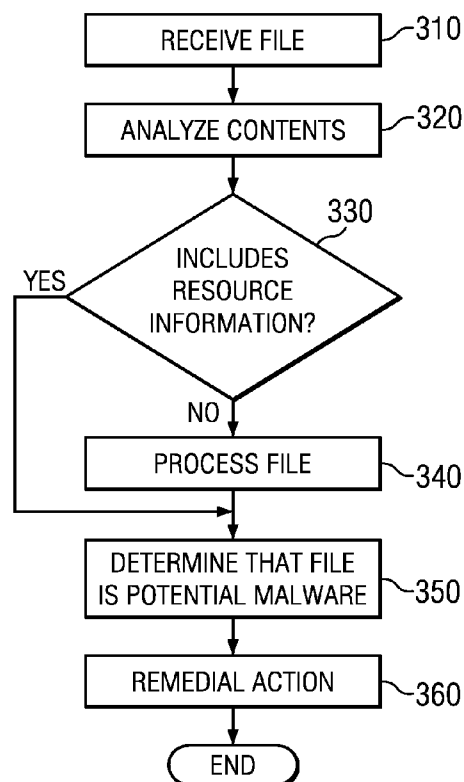 RECEIVE FILE
310
ANALYZE CONTENTS
320
330
INCLUDES
RESOURCE
INFORMATION?
YES
NO
PROCESS FILE
340
DETERMINE THAT FILE
IS POTENTIAL MALWARE
350
REMEDIAL ACTION
360
END